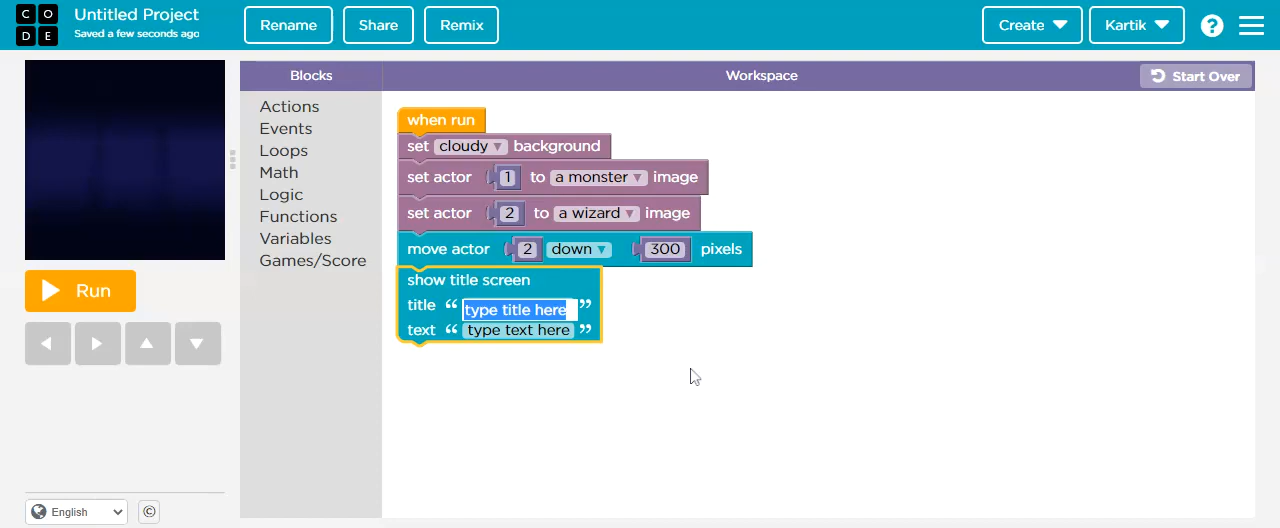 C O
D E
Untitled Project
Saved a few seconds ago
Rename
Share
Remix
Create
Kartik
?
Blocks
Workspace
Start Over
Actions
Events
Loops
Math
Logic
Functions
Variables
Games/Score
when run
set cloudy background
set actor 1 to a monster image
set actor 2 to a wizard image
move actor 2 down 300 pixels
show title screen
title “ type title here ”
text “ type text here ”
Run
English
©